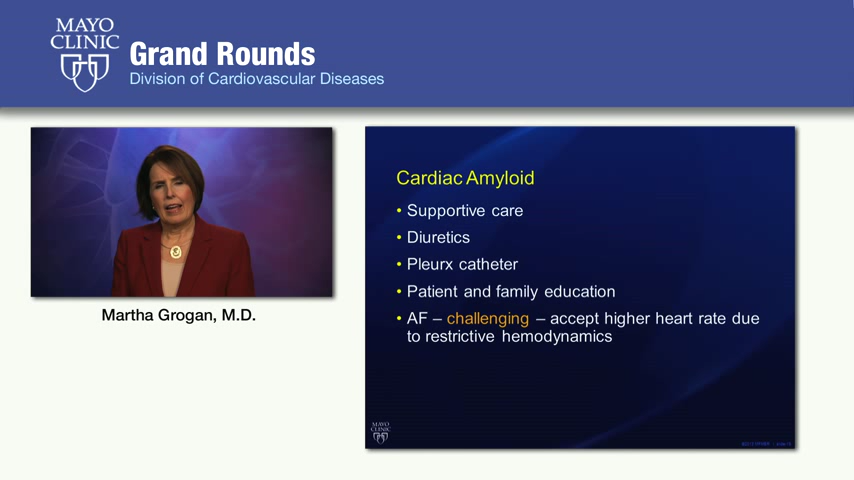 MAYO
CLINIC
Grand Rounds
Division of Cardiovascular Diseases
Martha Grogan, M.D.
Cardiac Amyloid
• Supportive care
• Diuretics
• Pleurx catheter
• Patient and family education
• AF – challenging – accept higher heart rate due
to restrictive hemodynamics
MAYO
CLINIC